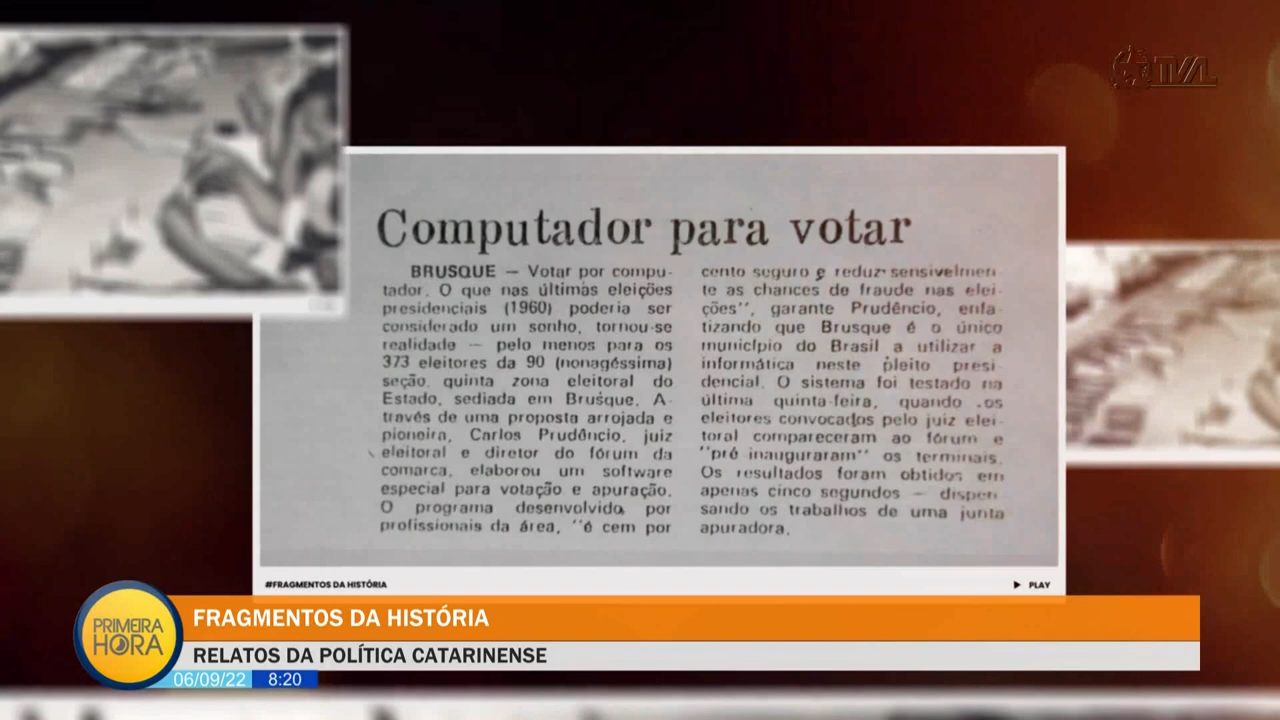 TVAL
Computador para votar
BRUSQUE — Votar por compu-
tador. O que nas últimas eleições
presidenciais (1960) poderia ser
considerado um sonho, tornou-se
realidade — pelo menos para os
373 eleitores da 90 (nonagéssima)
seção, quinta zona eleitoral do
Estado, sediada em Brusque. A-
través de uma proposta arrojada e
pioneira, Carlos Prudêncio, juiz
eleitoral e diretor do fórum da
comarca, elaborou um software
especial para votação e apuração.
O programa desenvolvido por
profissionais da área, "é cem por
cento seguro e reduz sensivelmen-
te as chances de fraude nas elei-
ções", garante Prudêncio, enfa-
tizando que Brusque é o único
município do Brasil a utilizar a
informática neste pleito presi-
dencial. O sistema foi testado na
última quinta-feira, quando os
eleitores convocados pelo juiz elei-
toral compareceram ao fórum e
"pré inauguraram" os terminais.
Os resultados foram obtidos em
apenas cinco segundos — dispen-
sando os trabalhos de uma junta
apuradora.
#FRAGMENTOS DA HISTÓRIA
PLAY
PRIMEIRA
HORA
FRAGMENTOS DA HISTÓRIA
RELATOS DA POLÍTICA CATARINENSE
06/09/22 8:20